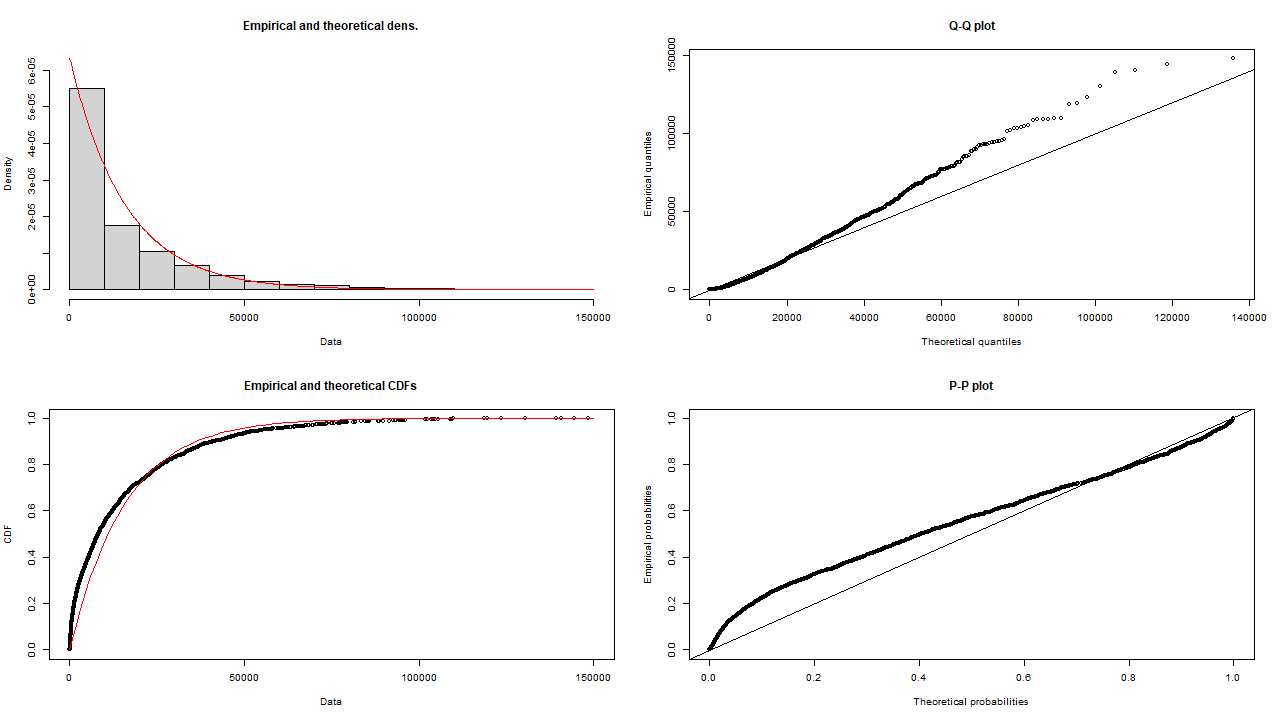 Empirical and theoretical dens.
Density
0e+00 2e-05 3e-05 4e-05 5e-05 6e-05
0 50000 100000 150000
Data
Q-Q plot
Empirical quantiles
0 50000 100000 150000
0 20000 40000 60000 80000 100000 120000 140000
Theoretical quantiles
Empirical and theoretical CDFs
CDF
0.0 0.2 0.4 0.6 0.8 1.0
0 50000 100000 150000
Data
P-P plot
Empirical probabilities
0.0 0.2 0.4 0.6 0.8 1.0
0.0 0.2 0.4 0.6 0.8 1.0
Theoretical probabilities